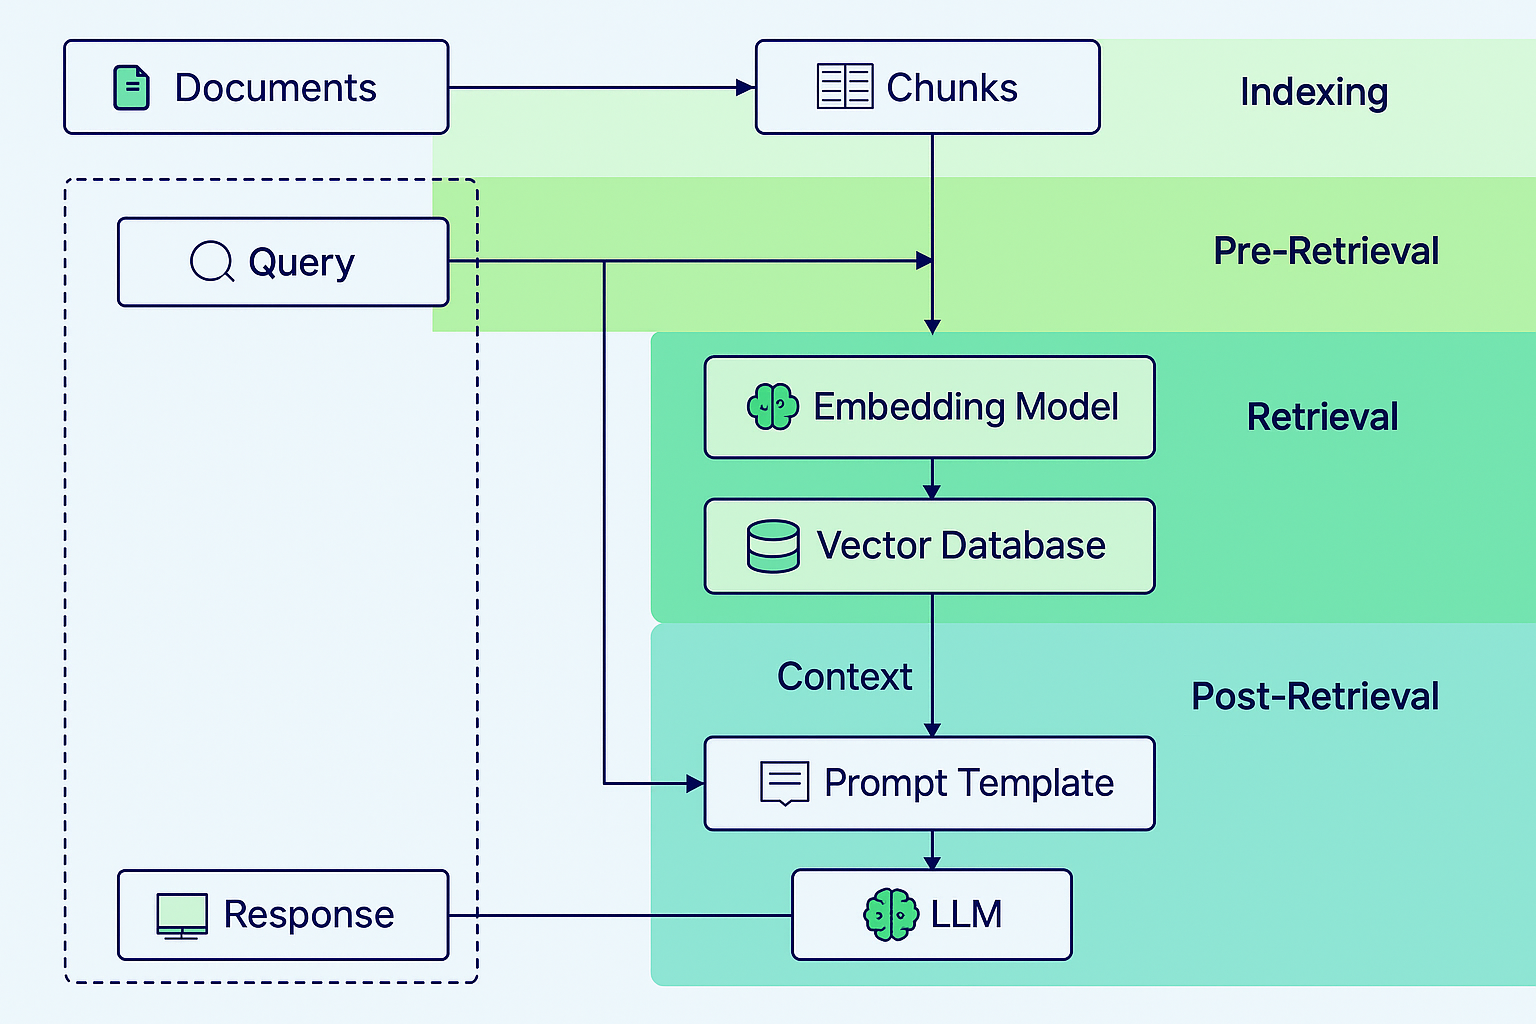 Documents
Chunks
Indexing
Query
Pre-Retrieval
Embedding Model
Retrieval
Vector Database
Context
Post-Retrieval
Prompt Template
Response
LLM